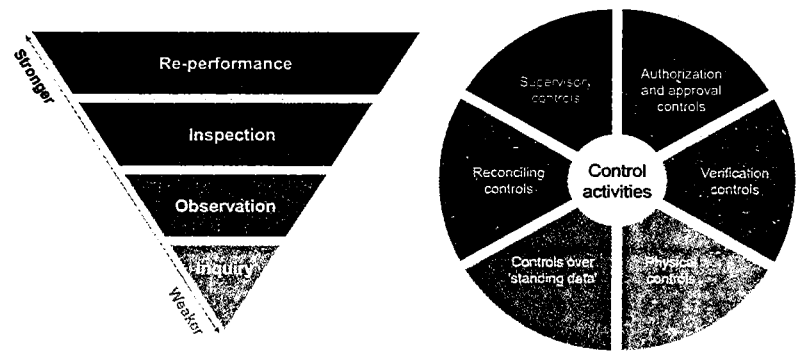 Stronger
Re-performance
Inspection
Observation
Inquiry
Weaker
Supervisory
controls
Authorization
and approval
controls
Reconciling
controls
Control
activities
Verification
controls
Controls over
'standing data'
Physical
controls